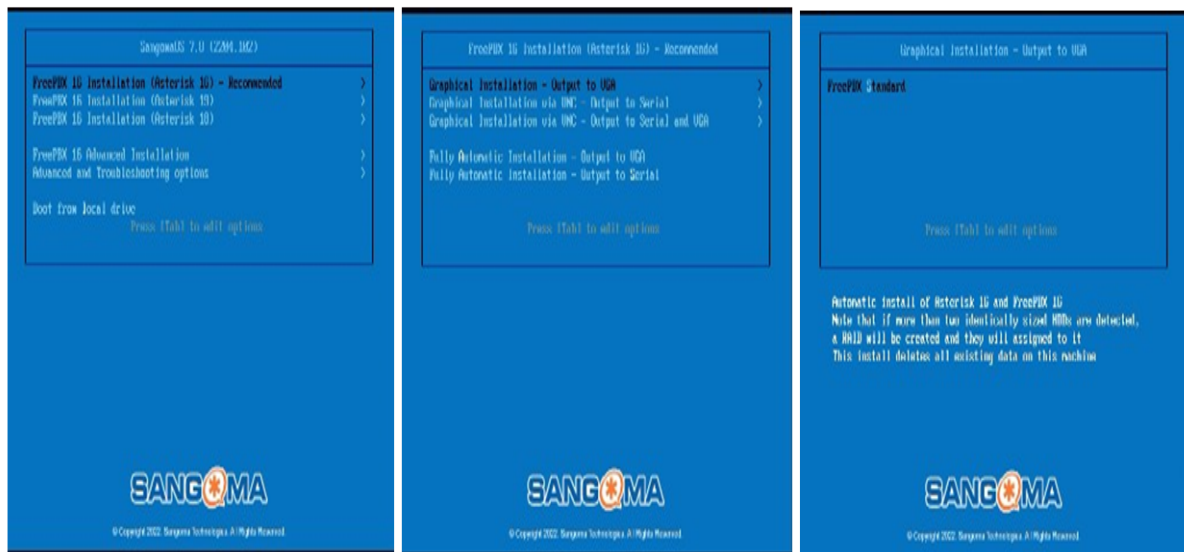 SangomaOS 7.0 (2204.1H2)
FreePBX 16 Installation (Asterisk 16) - Recommended >
FreePBX 16 Installation (Asterisk 19) >
FreePBX 16 Installation (Asterisk 18) >
FreePBX 16 Advanced Installation >
Advanced and Troubleshooting options >
Boot from local drive
Press [Tab] to edit options
SANGOMA
© Copyright 2022 Sangoma Technologies. All Rights Reserved.
FreePBX 16 Installation (Asterisk 16) - Recommended
Graphical Installation - Output to VGA >
Graphical Installation via VNC - Output to Serial >
Graphical Installation via VNC - Output to Serial and VGA >
Fully Automatic Installation - Output to VGA
Fully Automatic Installation - Output to Serial
Press [Tab] to edit options
SANGOMA
© Copyright 2022 Sangoma Technologies. All Rights Reserved.
Graphical Installation - Output to VGA
FreePBX Standard
Press [Tab] to edit options
Automatic install of Asterisk 16 and FreePBX 16
Note that if more than two identically sized HDDs are detected,
a RAID will be created and they will assigned to it
This install deletes all existing data on this machine
SANGOMA
© Copyright 2022 Sangoma Technologies. All Rights Reserved.